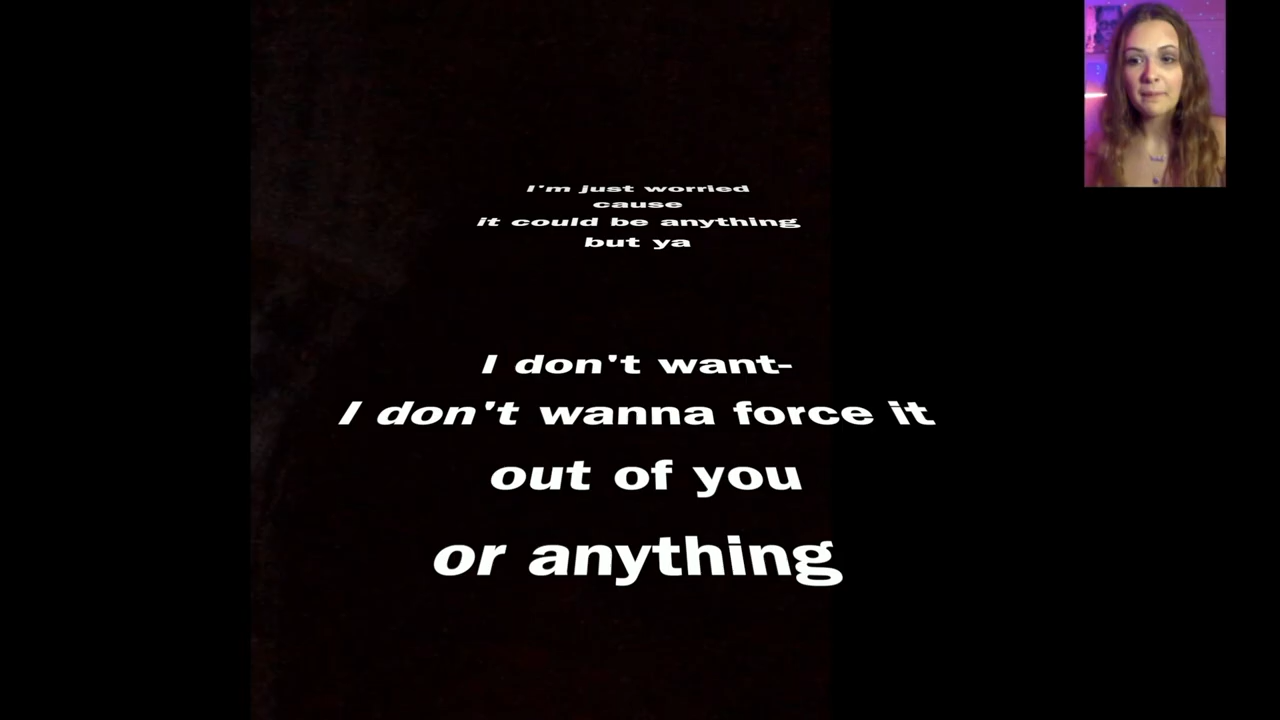 I'm just worried
cause
it could be anything
but ya
I don't want-
I don't wanna force it
out of you
or anything